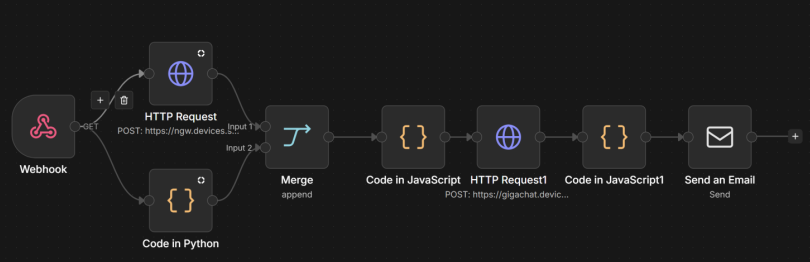 HTTP Request
POST: https://ngw.devices.s...
GET
Webhook
Input 1
Input 2
Code in Python
Merge
append
Code in JavaScript
HTTP Request1
POST: https://gigachat.devic...
Code in JavaScript1
Send an Email
Send